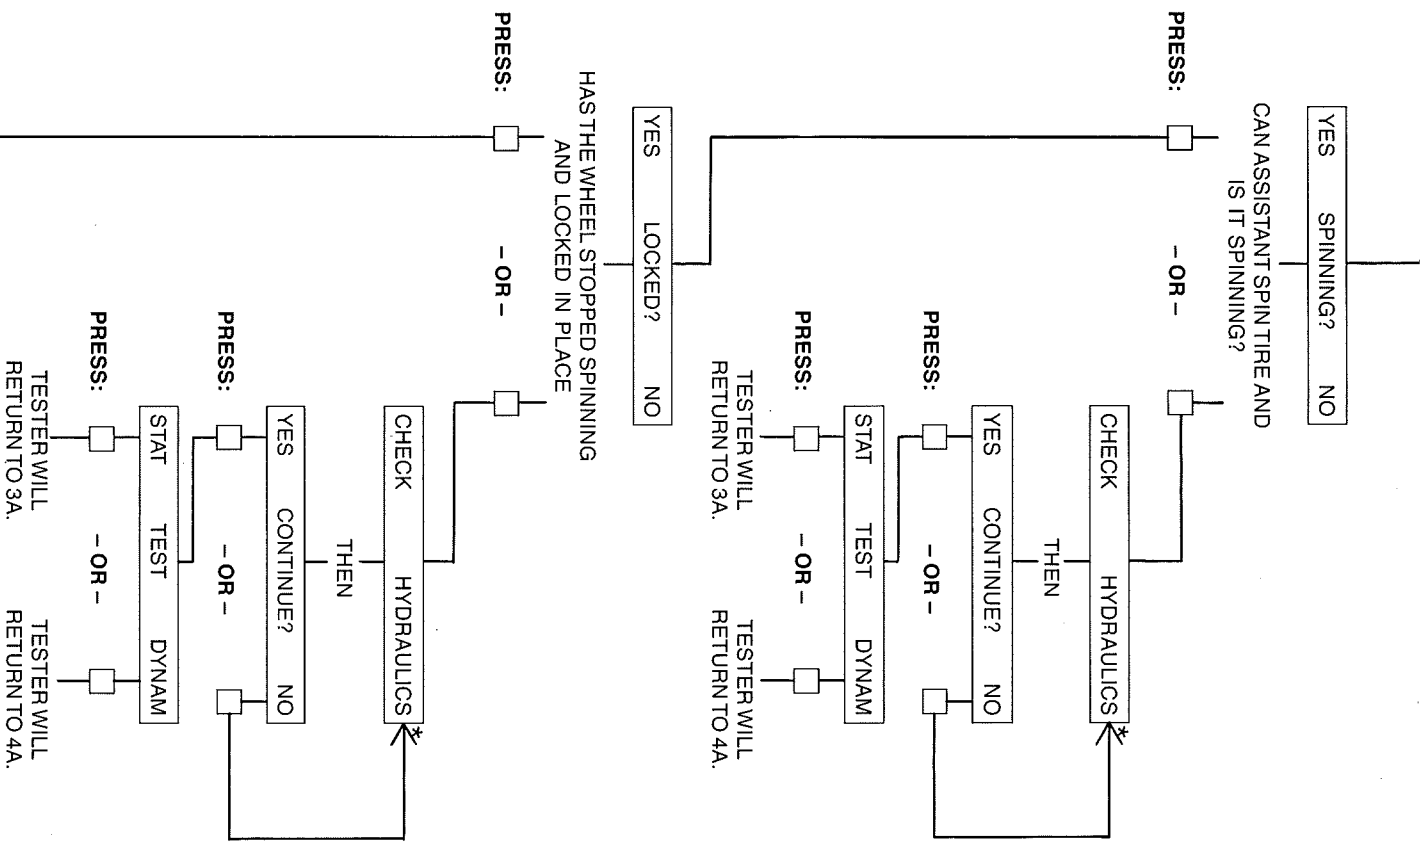 YES SPINNING? NO
CAN ASSISTANT SPIN TIRE AND
IS IT SPINNING?
PRESS: – OR –
CHECK HYDRAULICS
*
THEN
YES CONTINUE? NO
PRESS: – OR –
STAT TEST DYNAM
PRESS: – OR –
TESTER WILL
RETURN TO 3A.
TESTER WILL
RETURN TO 4A.
YES LOCKED? NO
HAS THE WHEEL STOPPED SPINNING
AND LOCKED IN PLACE
PRESS: – OR –
CHECK HYDRAULICS
*
THEN
YES CONTINUE? NO
PRESS: – OR –
STAT TEST DYNAM
PRESS: – OR –
TESTER WILL
RETURN TO 3A.
TESTER WILL
RETURN TO 4A.